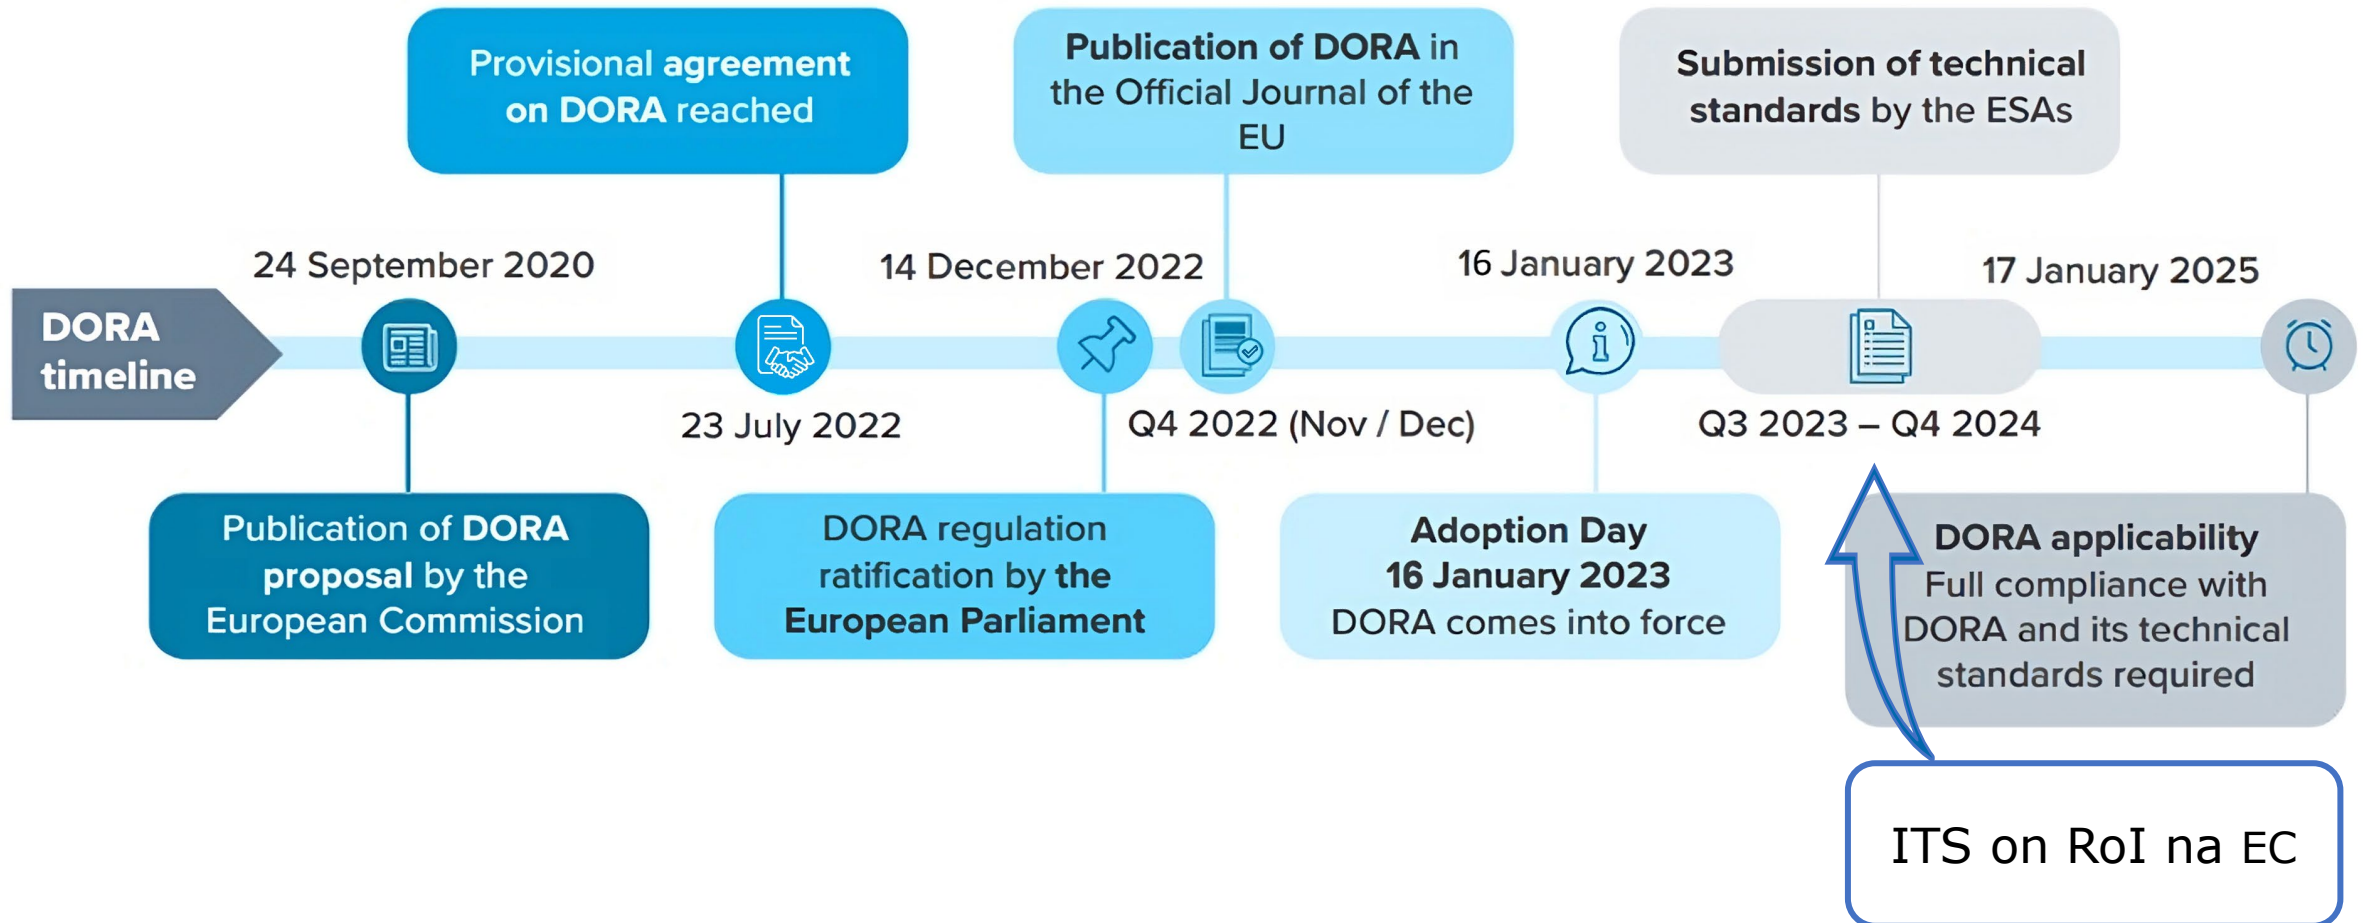 Provisional agreement
on DORA reached
Publication of DORA in
the Official Journal of the
EU
Submission of technical
standards by the ESAs
24 September 2020
14 December 2022
16 January 2023
17 January 2025
DORA
timeline
23 July 2022
Q4 2022 (Nov / Dec)
Q3 2023 – Q4 2024
Publication of DORA
proposal by the
European Commission
DORA regulation
ratification by the
European Parliament
Adoption Day
16 January 2023
DORA comes into force
DORA applicability
Full compliance with
DORA and its technical
standards required
ITS on RoI na EC